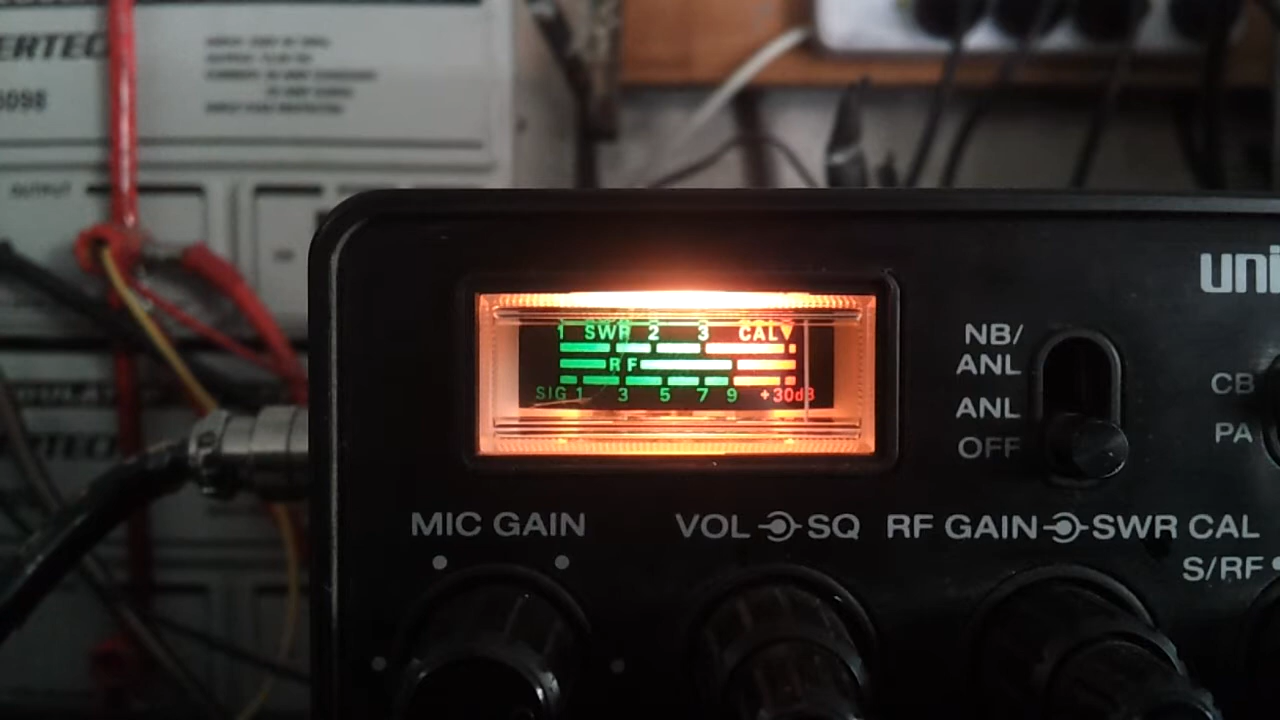 ERTEC
6098
OUTPUT
uni
1 SWR 2 3 CAL
RF
SIG 1 3 5 7 9 +30dB
NB/
ANL
ANL
OFF
CB
PA
MIC GAIN
VOL SQ
RF GAIN SWR CAL
S/RF